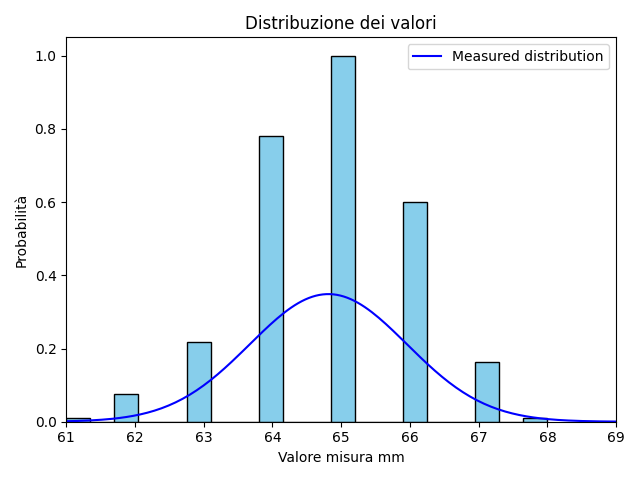 Distribuzione dei valori
Measured distribution
1.0
0.8
0.6
0.4
0.2
0.0
Probabilità
61 62 63 64 65 66 67 68 69
Valore misura mm